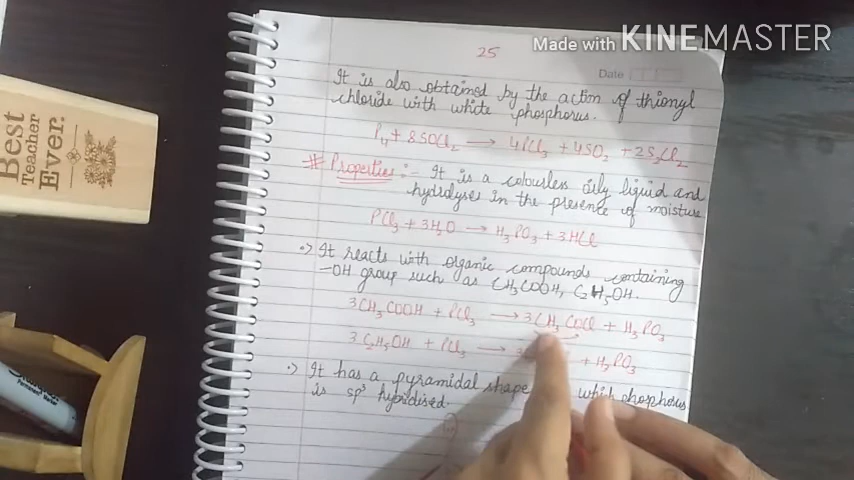 Made with KINEMASTER
25
Date
Best
Teacher
Ever.
It is also obtained by the action of thionyl
chloride with white phosphorus.
P4 + 8SOCl2 → 4PCl3 + 4SO2 + 2S2Cl2
# Properties :- It is a colourless oily liquid and
hydrolyses in the presence of moisture
PCl3 + 3H2O → H3PO3 + 3HCl
It reacts with organic compounds containing
-OH group such as CH3COOH, C2H5OH.
3CH3COOH + PCl3 → 3CH3COCl + H3PO3
3C2H5OH + PCl3 → 3 + H3PO3
It has a pyramidal shape which phosphorus
is sp3 hybridised.
Permanent Marker